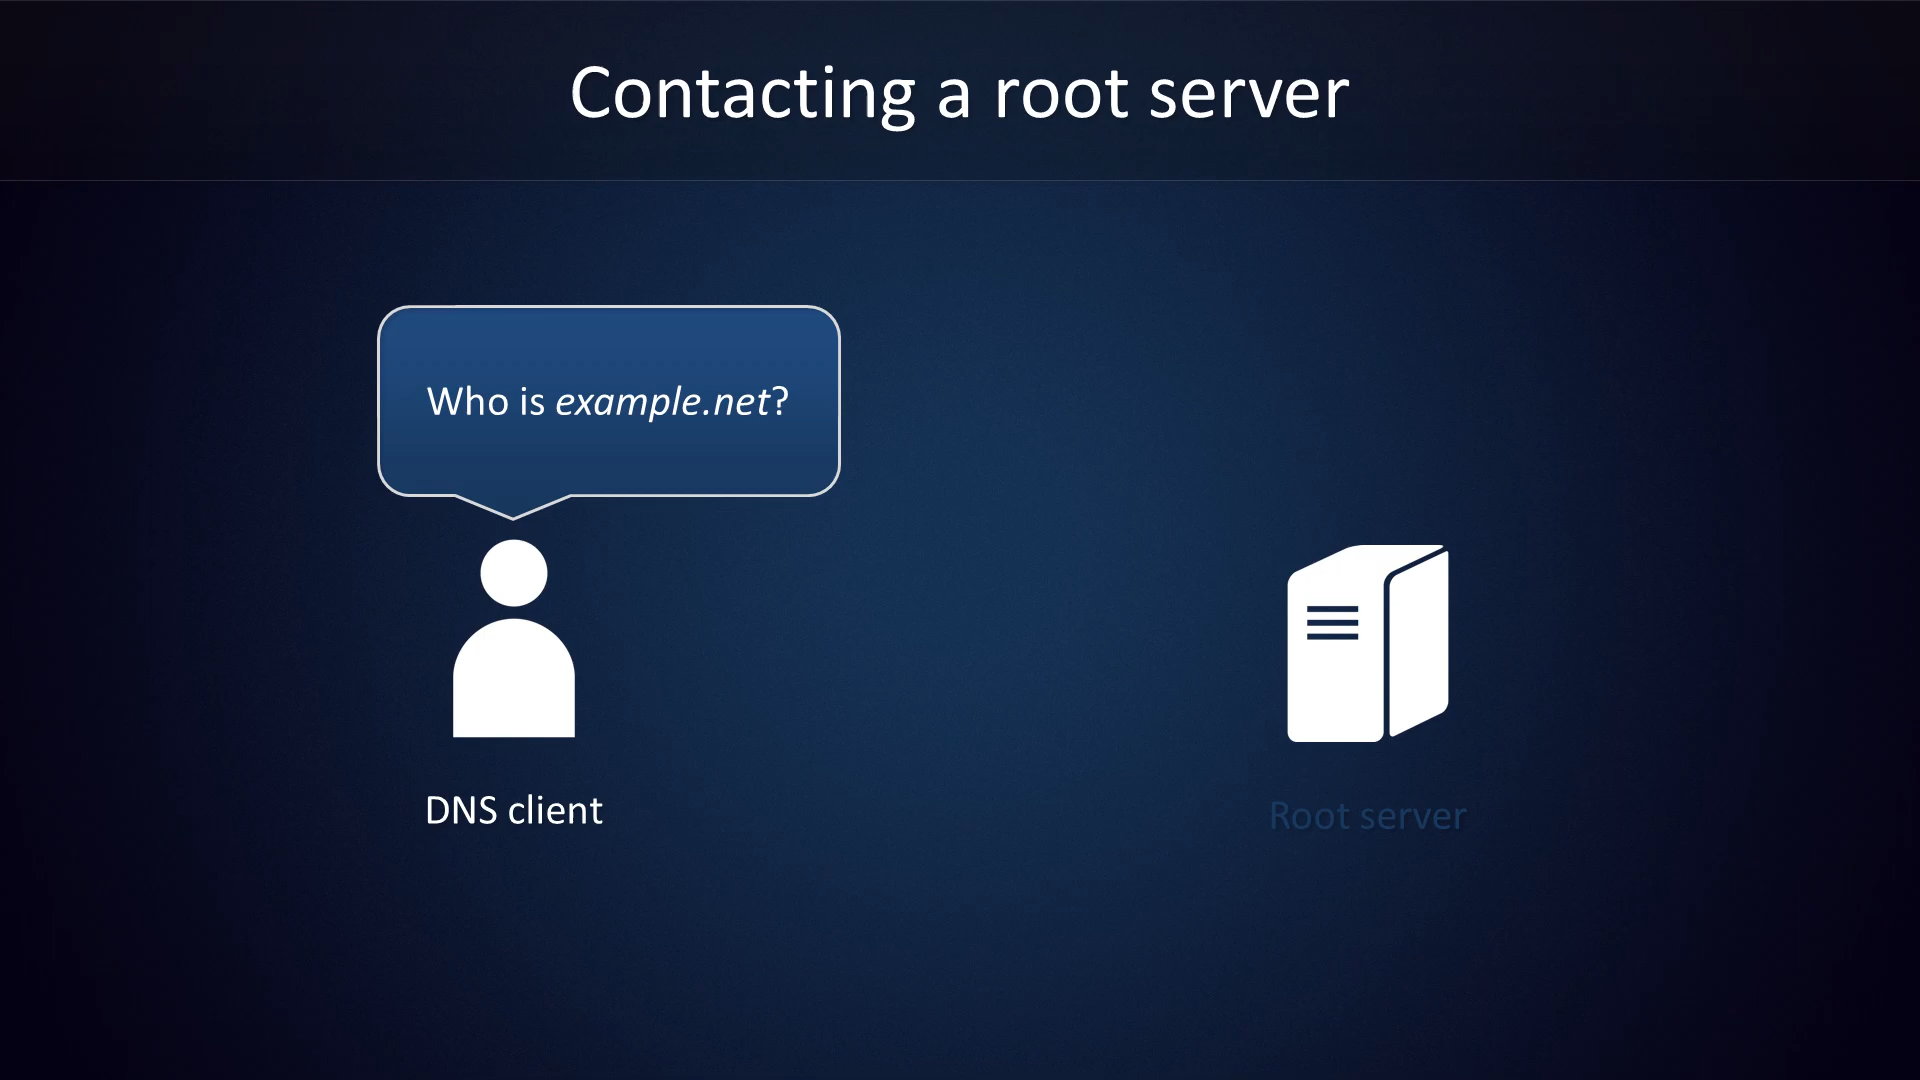 Contacting a root server
Who is example.net?
DNS client
Root server